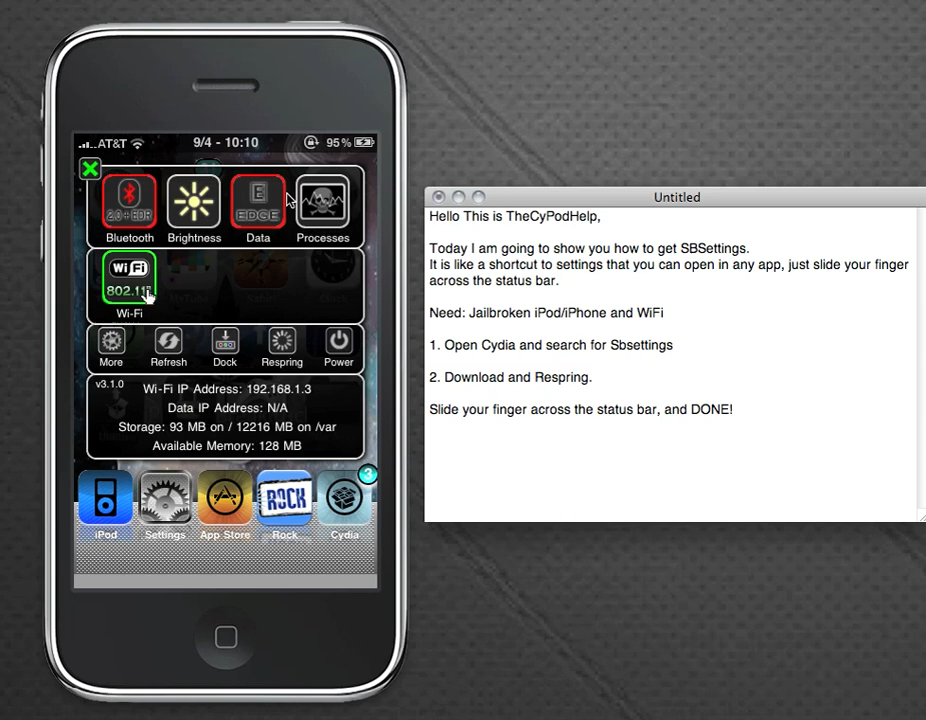 AT&T 9/4 - 10:10 95%
2.0+EDR E EDGE
Bluetooth Brightness Data Processes
Wi Fi
802.11
Wi-Fi
More Refresh Dock Respring Power
v3.1.0
Wi-Fi IP Address: 192.168.1.3
Data IP Address: N/A
Storage: 93 MB on / 12216 MB on /var
Available Memory: 128 MB
3
ROCK
iPod Settings App Store Rock Cydia
Untitled
Hello This is TheCyPodHelp,
Today I am going to show you how to get SBSettings.
It is like a shortcut to settings that you can open in any app, just slide your finger
across the status bar.
Need: Jailbroken iPod/iPhone and WiFi
1. Open Cydia and search for Sbsettings
2. Download and Respring.
Slide your finger across the status bar, and DONE!